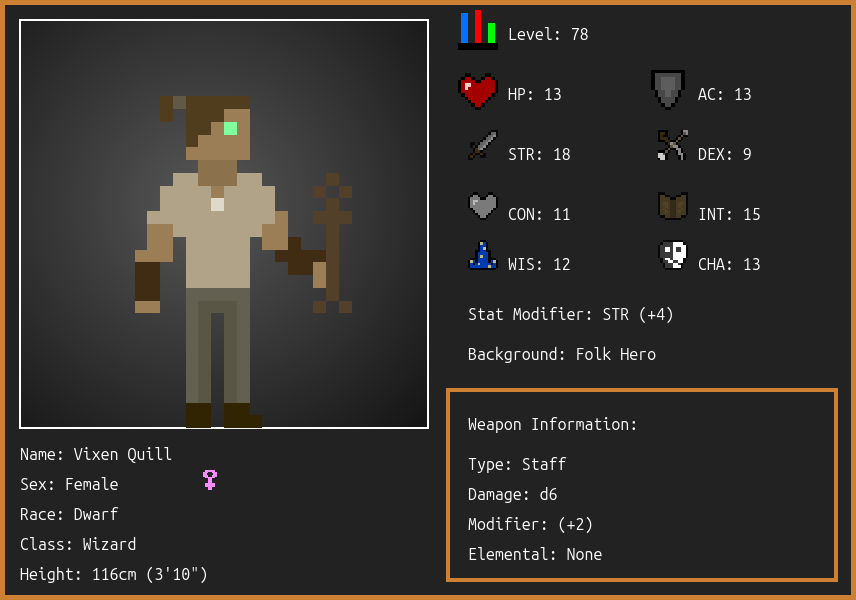 Level: 78
HP: 13
AC: 13
STR: 18
DEX: 9
CON: 11
INT: 15
WIS: 12
CHA: 13
Stat Modifier: STR (+4)
Background: Folk Hero
Weapon Information:
Type: Staff
Damage: d6
Modifier: (+2)
Elemental: None
Name: Vixen Quill
Sex: Female
Race: Dwarf
Class: Wizard
Height: 116cm (3'10")